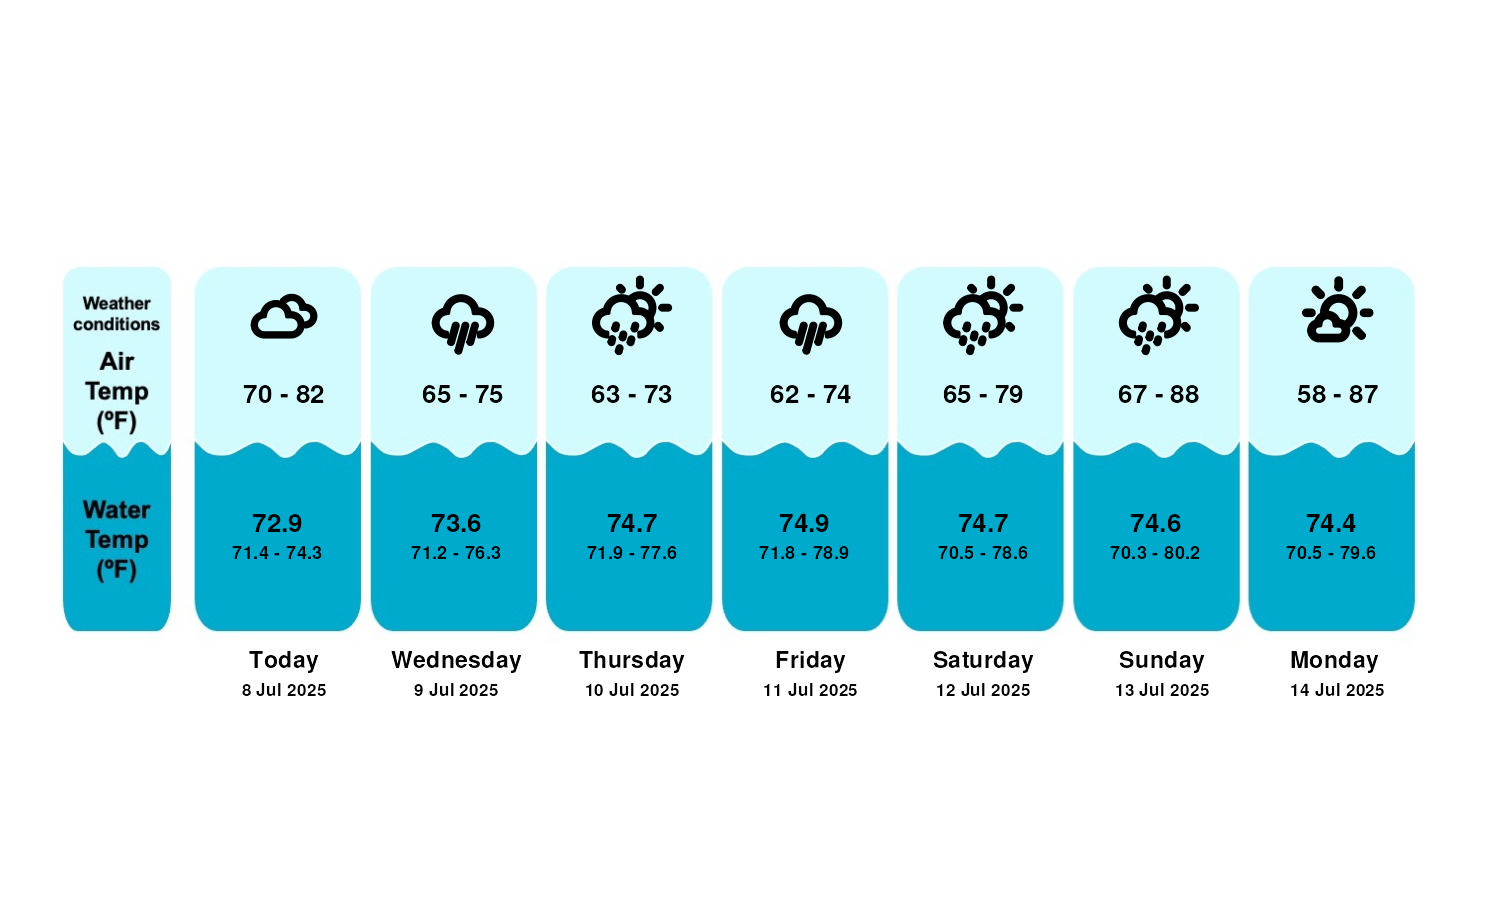 Weather
conditions
Air
Temp
(ºF)
Water
Temp
(ºF)
70 - 82
72.9
71.4 - 74.3
Today
8 Jul 2025
65 - 75
73.6
71.2 - 76.3
Wednesday
9 Jul 2025
63 - 73
74.7
71.9 - 77.6
Thursday
10 Jul 2025
62 - 74
74.9
71.8 - 78.9
Friday
11 Jul 2025
65 - 79
74.7
70.5 - 78.6
Saturday
12 Jul 2025
67 - 88
74.6
70.3 - 80.2
Sunday
13 Jul 2025
58 - 87
74.4
70.5 - 79.6
Monday
14 Jul 2025